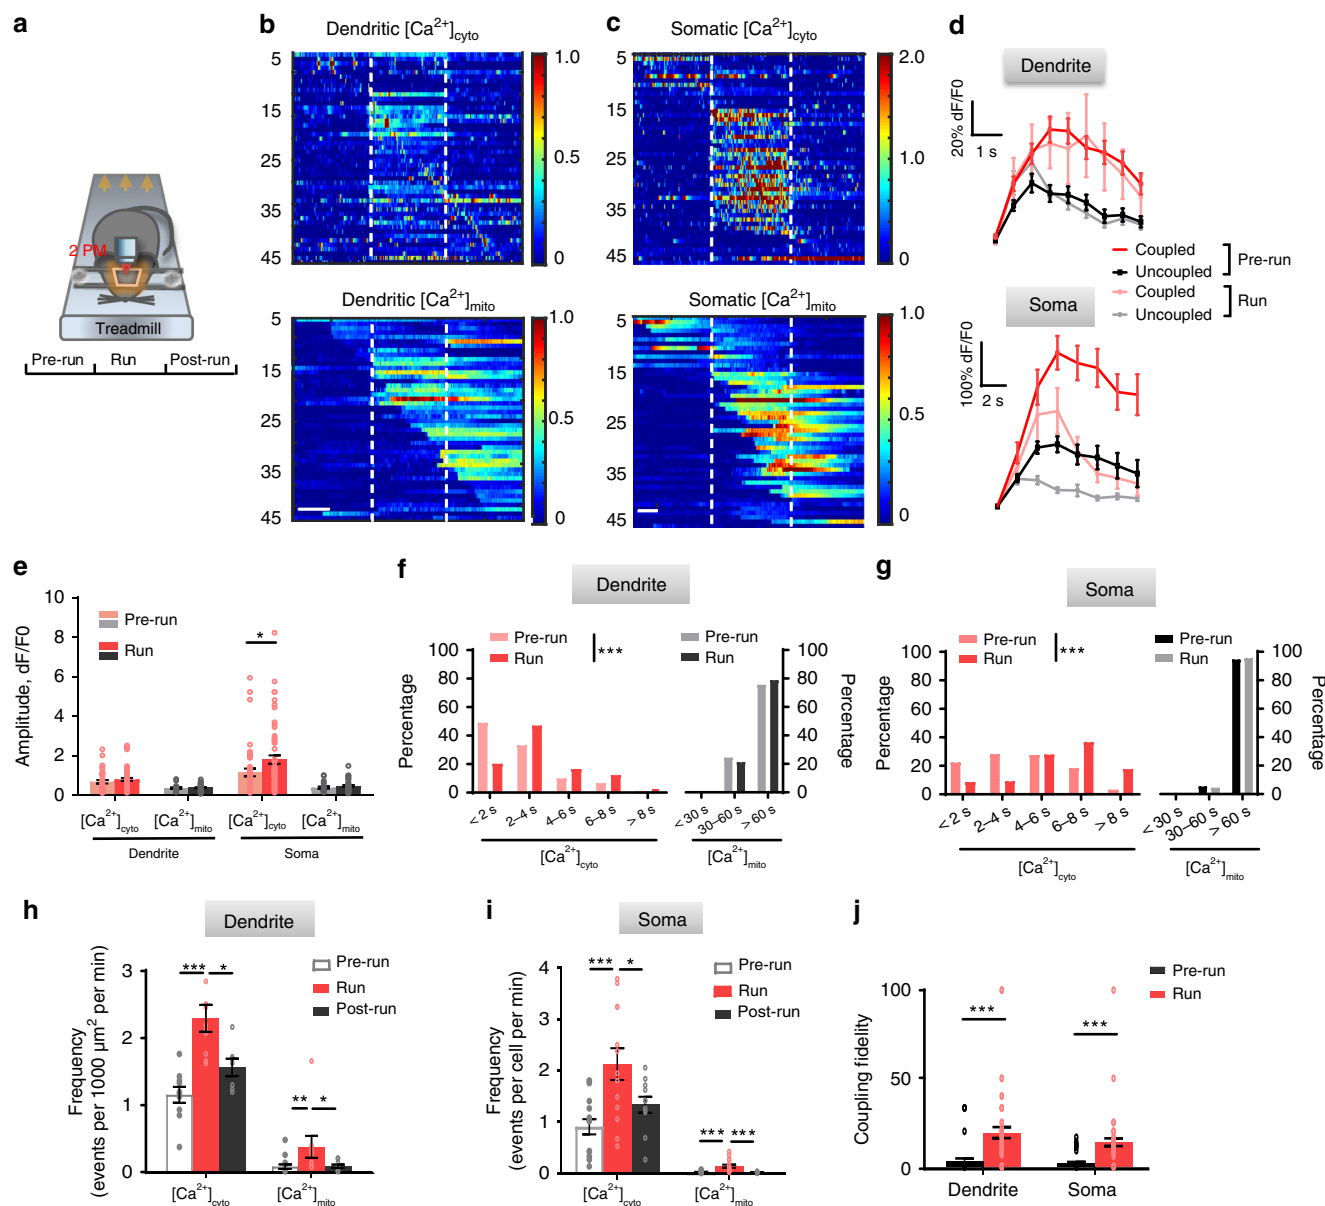 a
2 PM
Treadmill
Pre-run Run Post-run
b
Dendritic [Ca2+]cyto
5
15
25
35
45
1.0
0.5
0
Dendritic [Ca2+]mito
5
15
25
35
45
1.0
0.5
0
c
Somatic [Ca2+]cyto
5
15
25
35
45
2.0
1.0
0
Somatic [Ca2+]mito
5
15
25
35
45
1.0
0.5
0
d
Dendrite
20% dF/F0
1 s
Coupled
Uncoupled
Pre-run
Coupled
Uncoupled
Run
Soma
100% dF/F0
2 s
e
Amplitude, dF/F0
10
8
6
4
2
0
Pre-run
Run
*
[Ca2+]cyto [Ca2+]mito [Ca2+]cyto [Ca2+]mito
Dendrite Soma
f
Dendrite
Pre-run
Run
***
Pre-run
Run
Percentage
100
80
60
40
20
0
100
80
60
40
20
0
Percentage
<2 s 2–4 s 4–6 s 6–8 s >8 s
<30 s 30–60 s >60 s
[Ca2+]cyto [Ca2+]mito
g
Soma
Pre-run
Run
***
Pre-run
Run
Percentage
100
80
60
40
20
0
100
80
60
40
20
0
Percentage
<2 s 2–4 s 4–6 s 6–8 s >8 s
<30 s 30–60 s >60 s
[Ca2+]cyto [Ca2+]mito
h
Dendrite
Frequency
(events per 1000 µm2 per min)
3
2
1
0
Pre-run
Run
Post-run
*** *
** *
[Ca2+]cyto [Ca2+]mito
i
Soma
Frequency
(events per cell per min)
4
3
2
1
0
Pre-run
Run
Post-run
*** *
*** ***
[Ca2+]cyto [Ca2+]mito
j
Pre-run
Run
Coupling fidelity
100
50
0
*** ***
Dendrite Soma